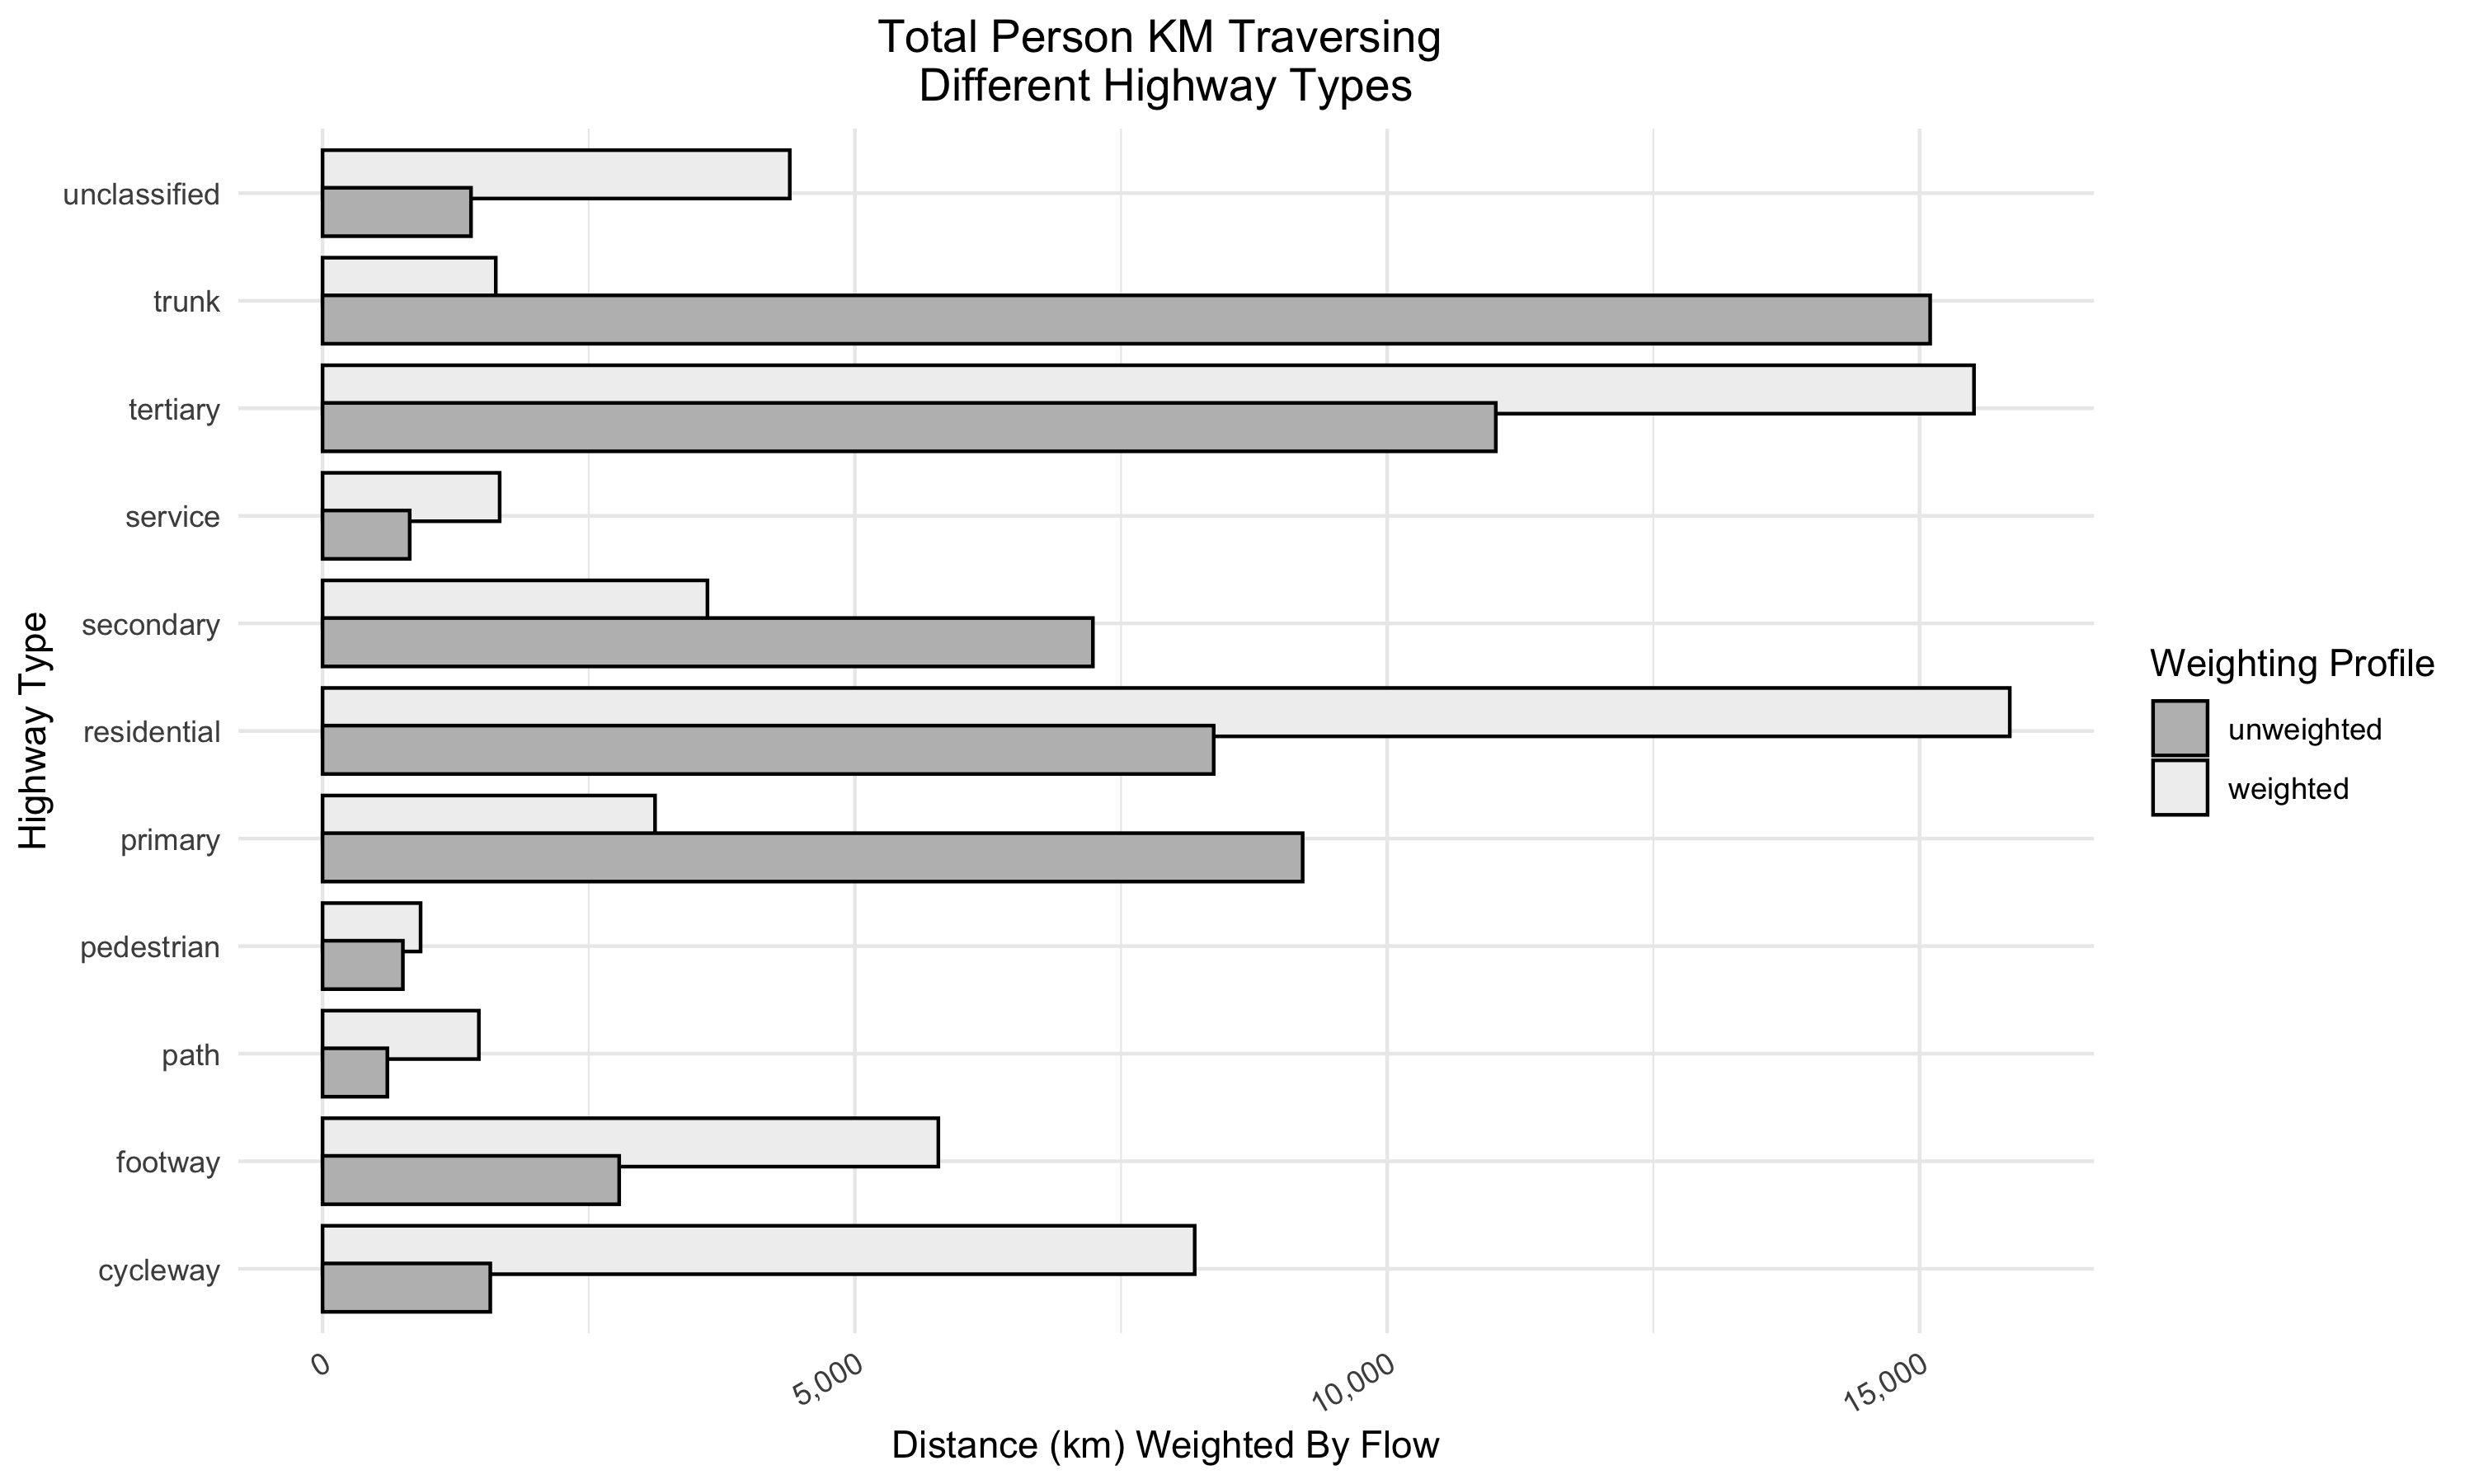 Total Person KM Traversing
Different Highway Types
Highway Type
unclassified
trunk
tertiary
service
secondary
residential
primary
pedestrian
path
footway
cycleway
0
5,000
10,000
15,000
Distance (km) Weighted By Flow
Weighting Profile
unweighted
weighted